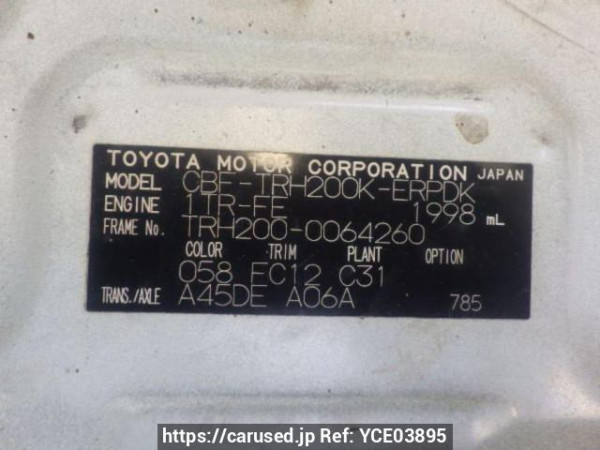 TOYOTA MOTOR CORPORATION JAPAN
MODEL CBF-TRH200K-ERPDK
ENGINE 1TR-FE 1998 mL
FRAME No. TRH200-0064260
COLOR TRIM PLANT OPTION
058 FC12 C31
TRANS./AXLE A45DE A06A 785
https://carused.jp Ref: YCE03895